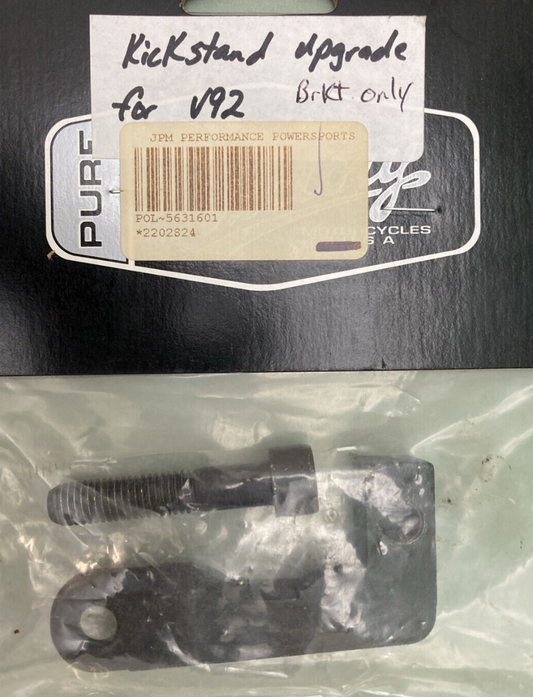 Kickstand upgrade
for V92 Brkt. only
JPM PERFORMANCE POWERSPORTS
POL~5631601
*2202824
PURE
CYCLES
S A